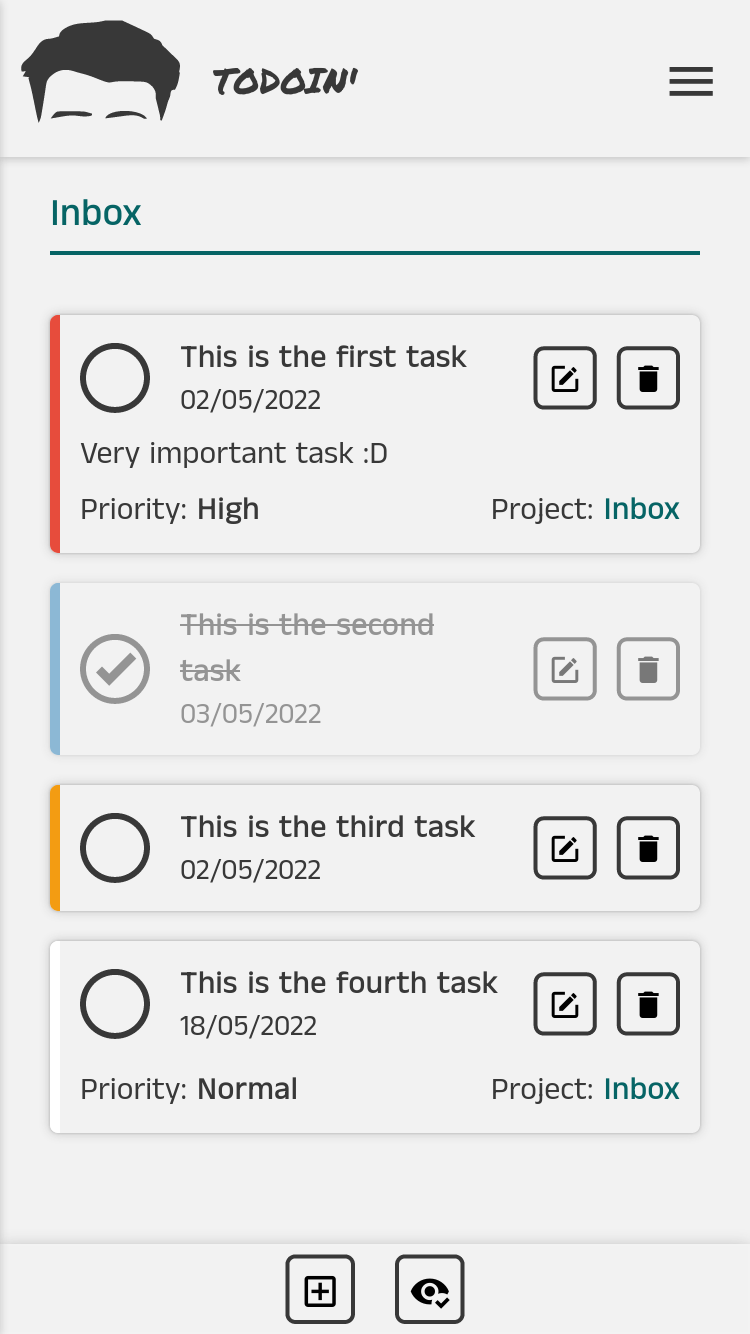 TODOIN'
Inbox
This is the first task
02/05/2022
Very important task :D
Priority: High Project: Inbox
This is the second
task
03/05/2022
This is the third task
02/05/2022
This is the fourth task
18/05/2022
Priority: Normal Project: Inbox